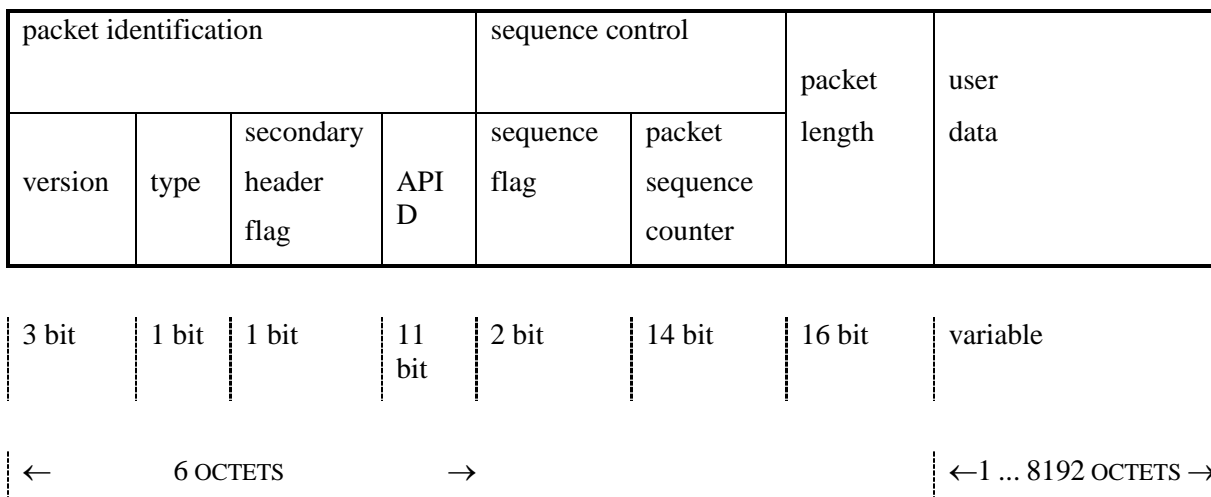 packet identification
sequence control
packet
length
user
data
version
type
secondary
header
flag
API
D
sequence
flag
packet
sequence
counter
3 bit
1 bit
1 bit
11
bit
2 bit
14 bit
16 bit
variable
← 6 OCTETS →
←1 ... 8192 OCTETS →